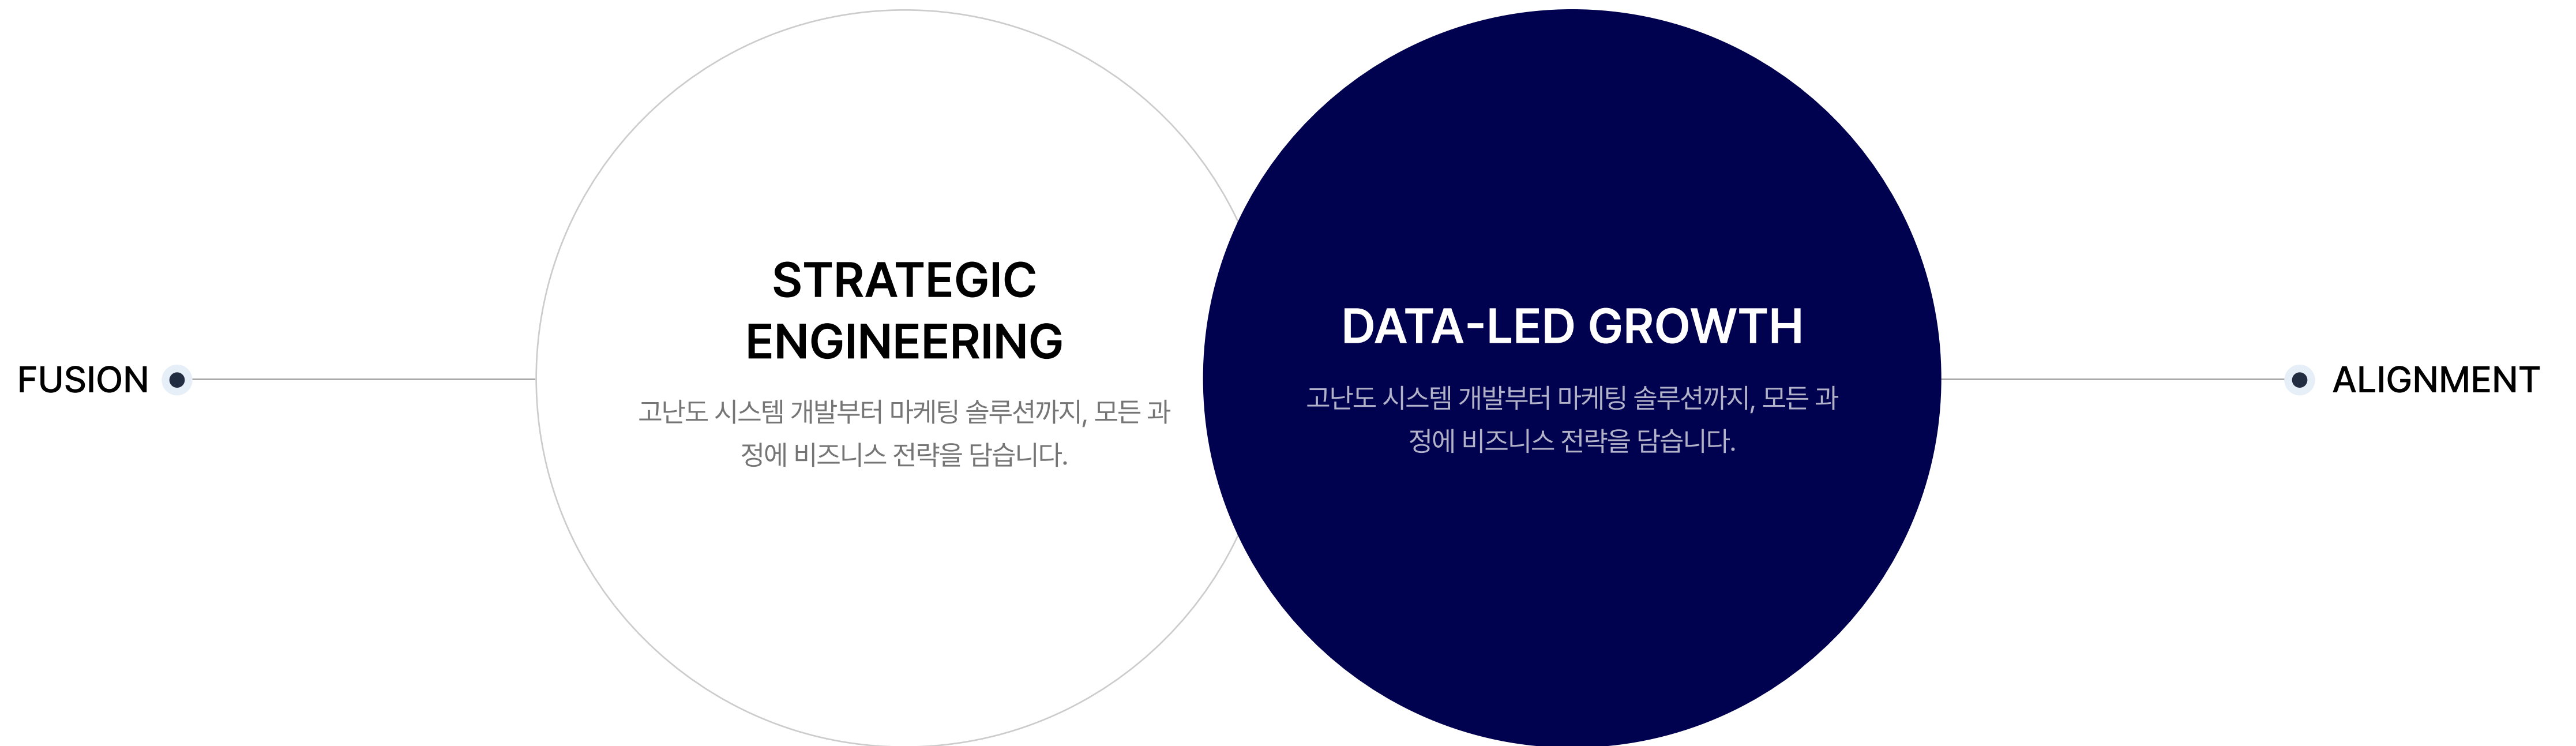 FUSION
STRATEGIC
ENGINEERING
고난도 시스템 개발부터 마케팅 솔루션까지, 모든 과
정에 비즈니스 전략을 담습니다.
DATA-LED GROWTH
고난도 시스템 개발부터 마케팅 솔루션까지, 모든 과
정에 비즈니스 전략을 담습니다.
ALIGNMENT